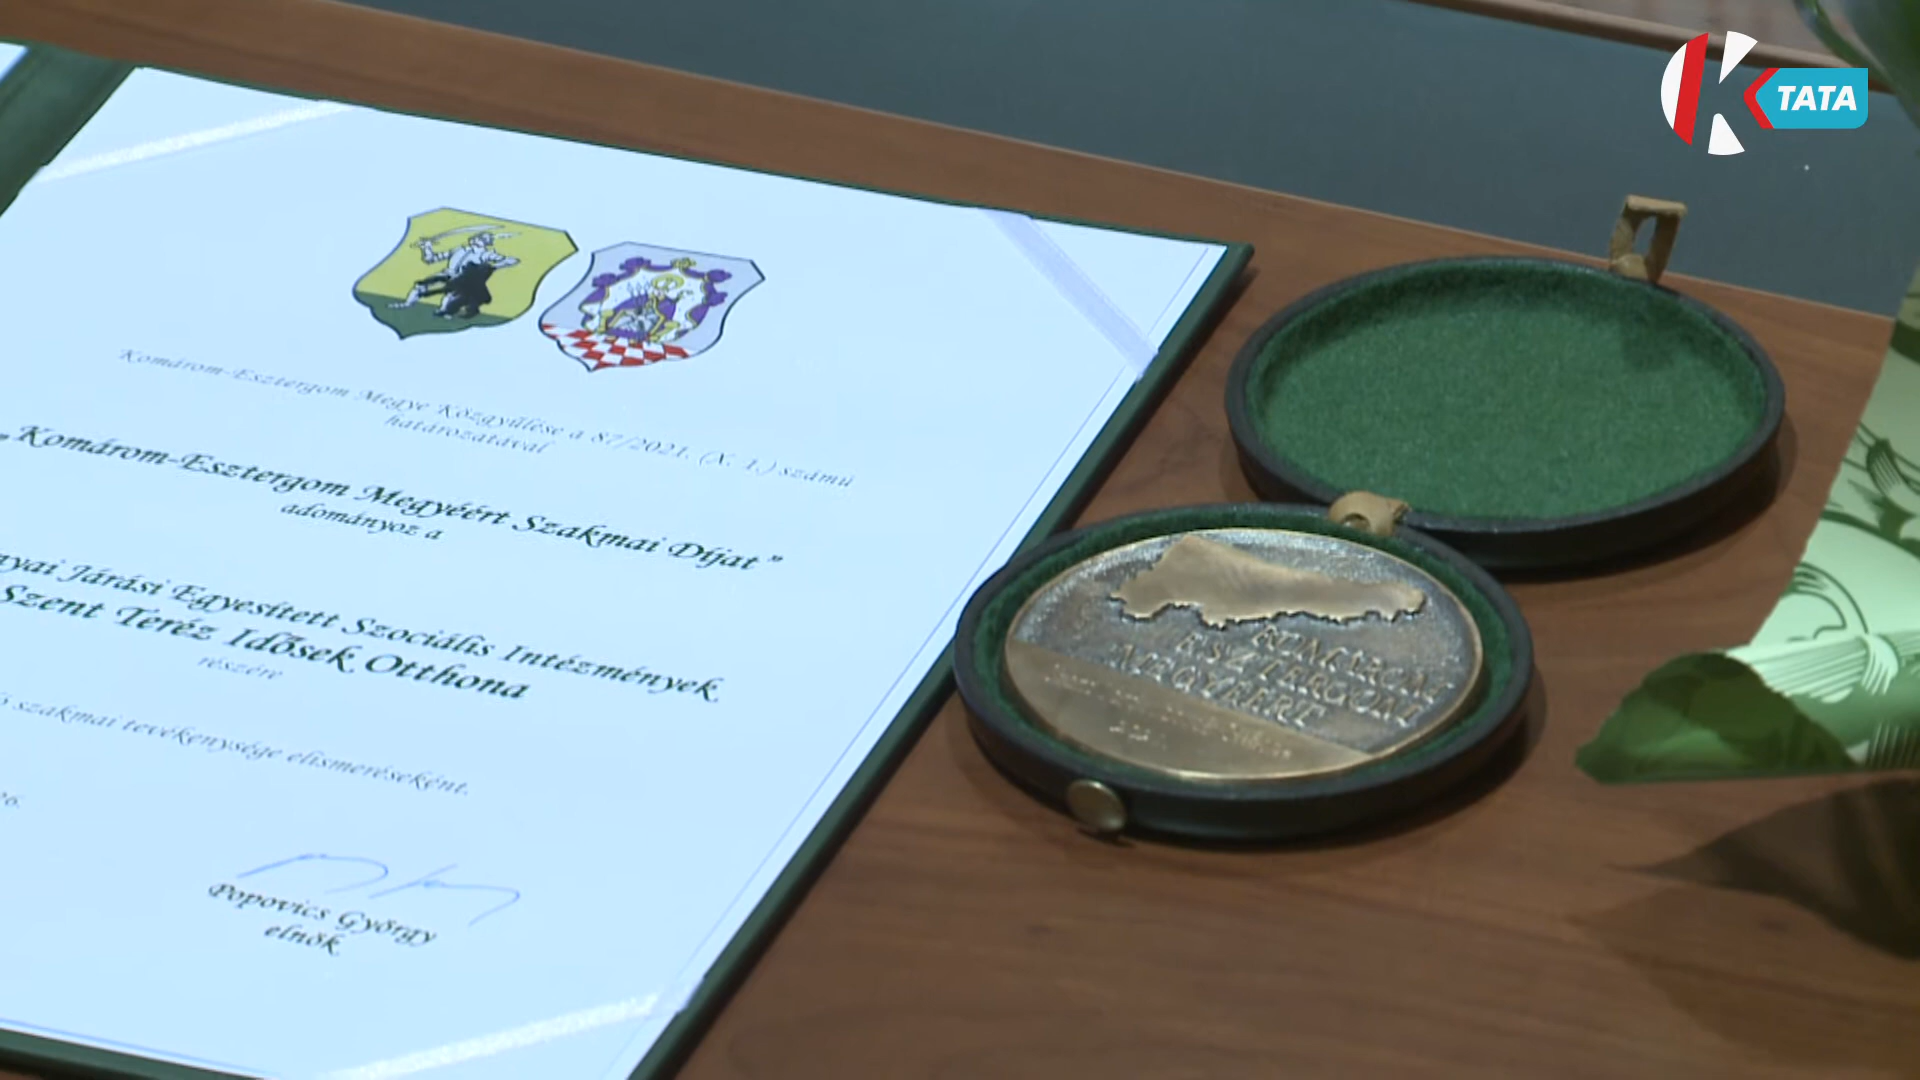 TATA
Komárom-Esztergom Megye Közgyűlése a 87/2021. (X. 1.) számú
határozatával
„Komárom-Esztergom Megyéért Szakmai Díjat”
adományoz a
nyai Járási Egyesített Szociális Intézmények
Szent Teréz Idősek Otthona
részére
szakmai tevékenysége elismeréseként.
Popovics György
elnök
KOMÁROM
ESZTERGOM
MEGYÉÉRT